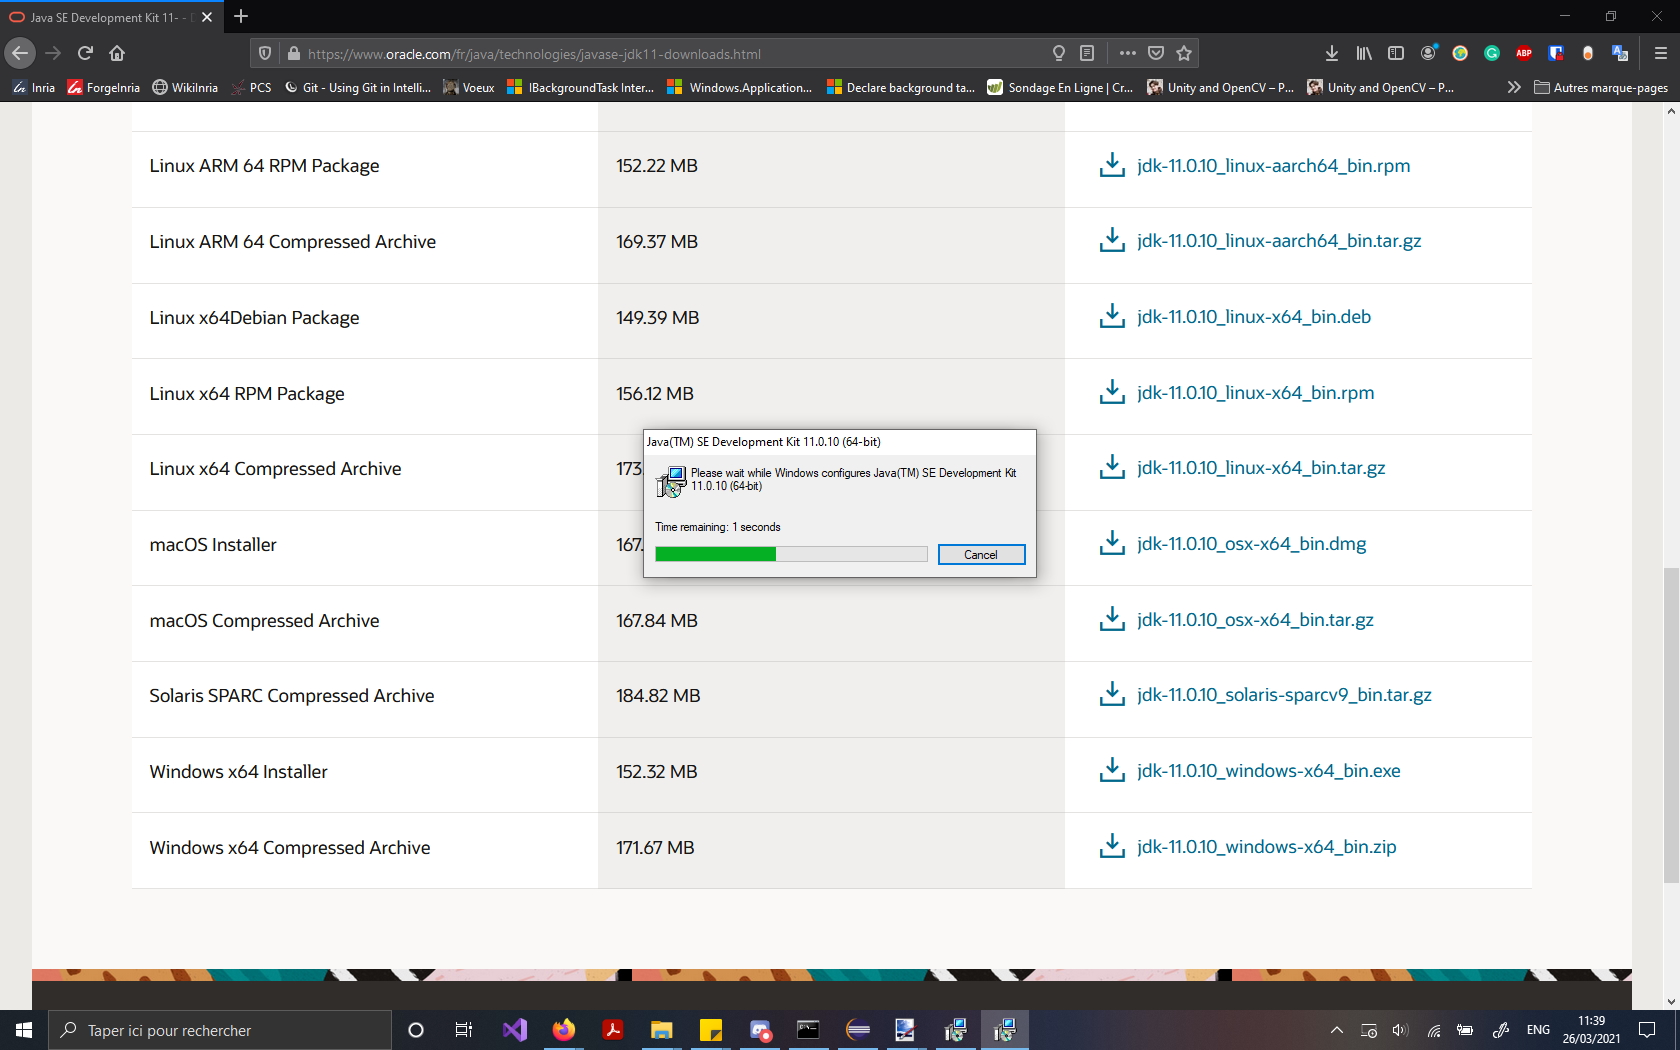 Java SE Development Kit 11- - D
https://www.oracle.com/fr/java/technologies/javase-jdk11-downloads.html
ABP
in Inria
in ForgeInria
WikiInria
PCS
Git - Using Git in Intelli...
Voeux
IBackgroundTask Inter...
Windows.Application...
Declare background ta...
Sondage En Ligne | Cr...
Unity and OpenCV – P...
Unity and OpenCV – P...
Autres marque-pages
Linux ARM 64 RPM Package 152.22 MB jdk-11.0.10_linux-aarch64_bin.rpm
Linux ARM 64 Compressed Archive 169.37 MB jdk-11.0.10_linux-aarch64_bin.tar.gz
Linux x64Debian Package 149.39 MB jdk-11.0.10_linux-x64_bin.deb
Linux x64 RPM Package 156.12 MB jdk-11.0.10_linux-x64_bin.rpm
Linux x64 Compressed Archive 173 jdk-11.0.10_linux-x64_bin.tar.gz
macOS Installer 167. jdk-11.0.10_osx-x64_bin.dmg
macOS Compressed Archive 167.84 MB jdk-11.0.10_osx-x64_bin.tar.gz
Solaris SPARC Compressed Archive 184.82 MB jdk-11.0.10_solaris-sparcv9_bin.tar.gz
Windows x64 Installer 152.32 MB jdk-11.0.10_windows-x64_bin.exe
Windows x64 Compressed Archive 171.67 MB jdk-11.0.10_windows-x64_bin.zip
Java(TM) SE Development Kit 11.0.10 (64-bit)
Please wait while Windows configures Java(TM) SE Development Kit
11.0.10 (64-bit)
Time remaining: 1 seconds
Cancel
Taper ici pour rechercher
ENG
11:39
26/03/2021